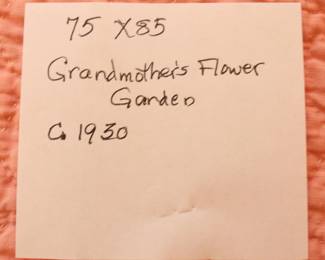 75 X85
Grandmother's Flower
Garden
C. 1930